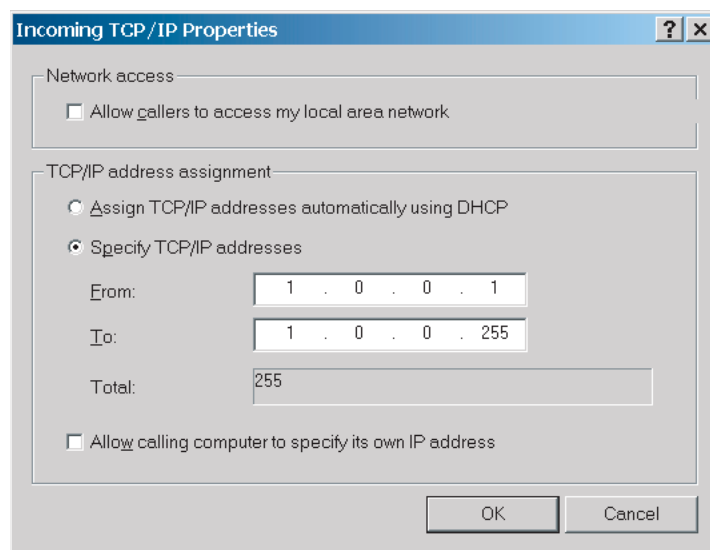 Incoming TCP/IP Properties
Network access
Allow callers to access my local area network
TCP/IP address assignment
Assign TCP/IP addresses automatically using DHCP
Specify TCP/IP addresses
From: 1 . 0 . 0 . 1
To: 1 . 0 . 0 . 255
Total: 255
Allow calling computer to specify its own IP address
OK Cancel